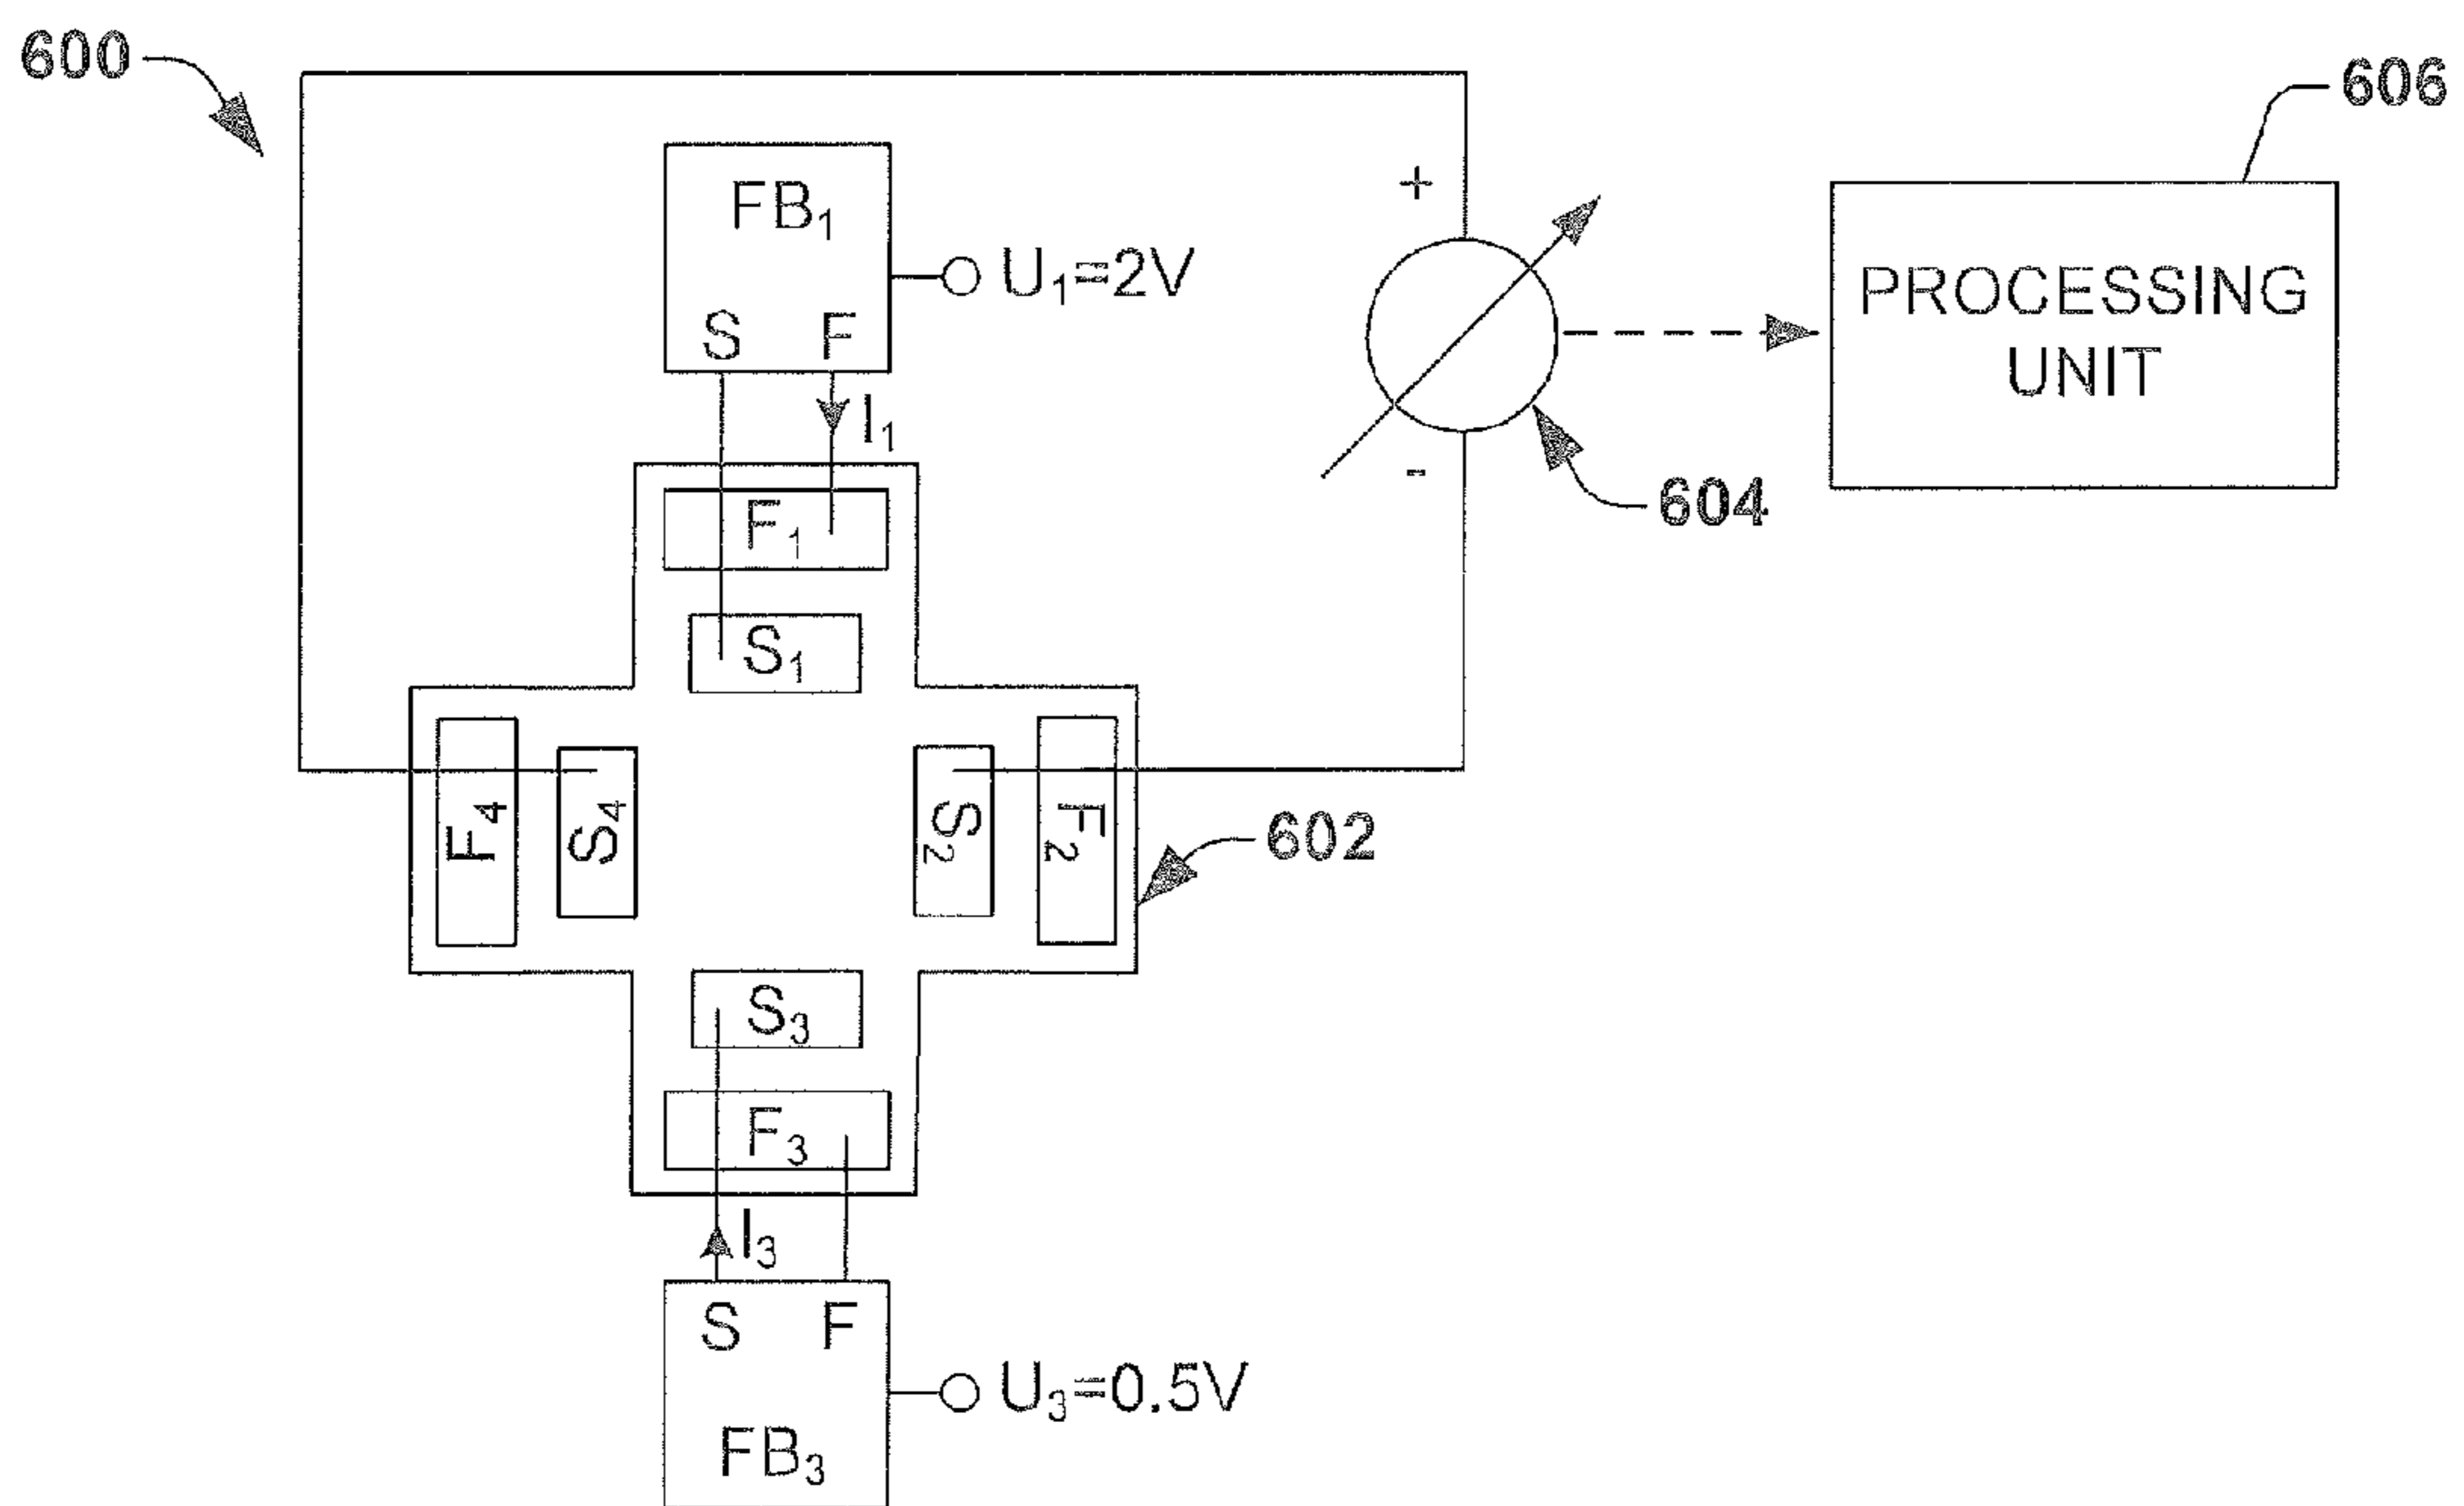 600
606
FB₁
+
U₁=2V
PROCESSING
UNIT
S F
I₁
-
604
F₁
S₁
F₄
S₄
S₂
F₂
602
S₃
F₃
I₃
S F
U₃=0.5V
FB₃